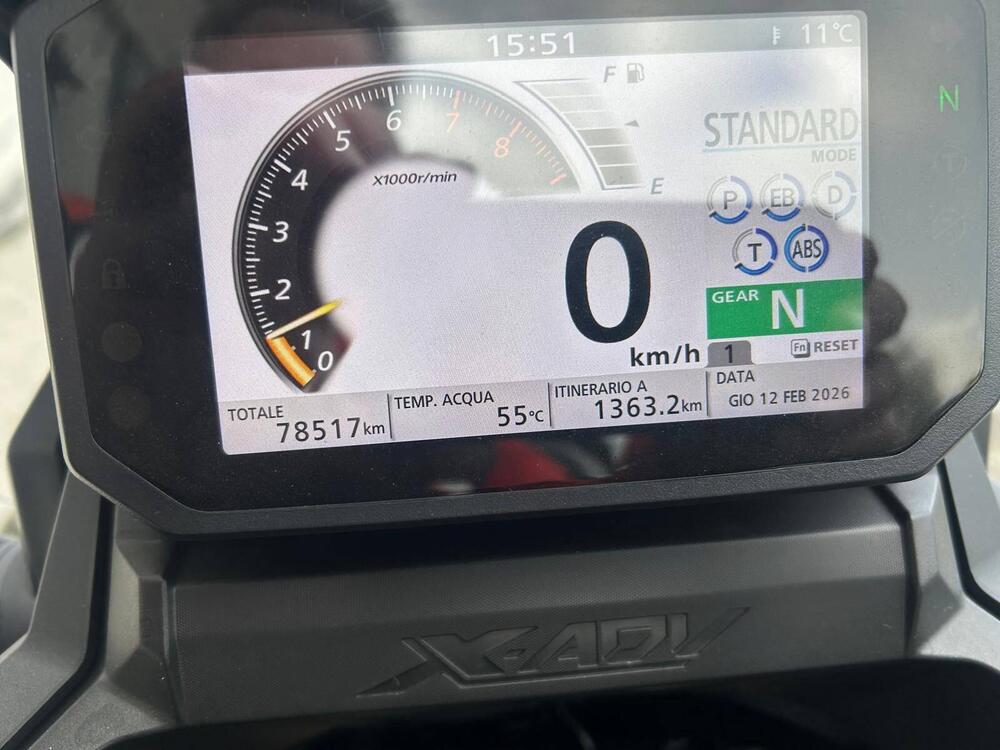 15:51
11°C
F
E
N
STANDARD
MODE
P
EB
D
T
ABS
8
7
6
5
4
3
2
1
0
X1000r/min
0
km/h
GEAR N
1
Fn RESET
TOTALE
78517km
TEMP. ACQUA
55°C
ITINERARIO A
1363.2km
DATA
GIO 12 FEB 2026
X-ADV